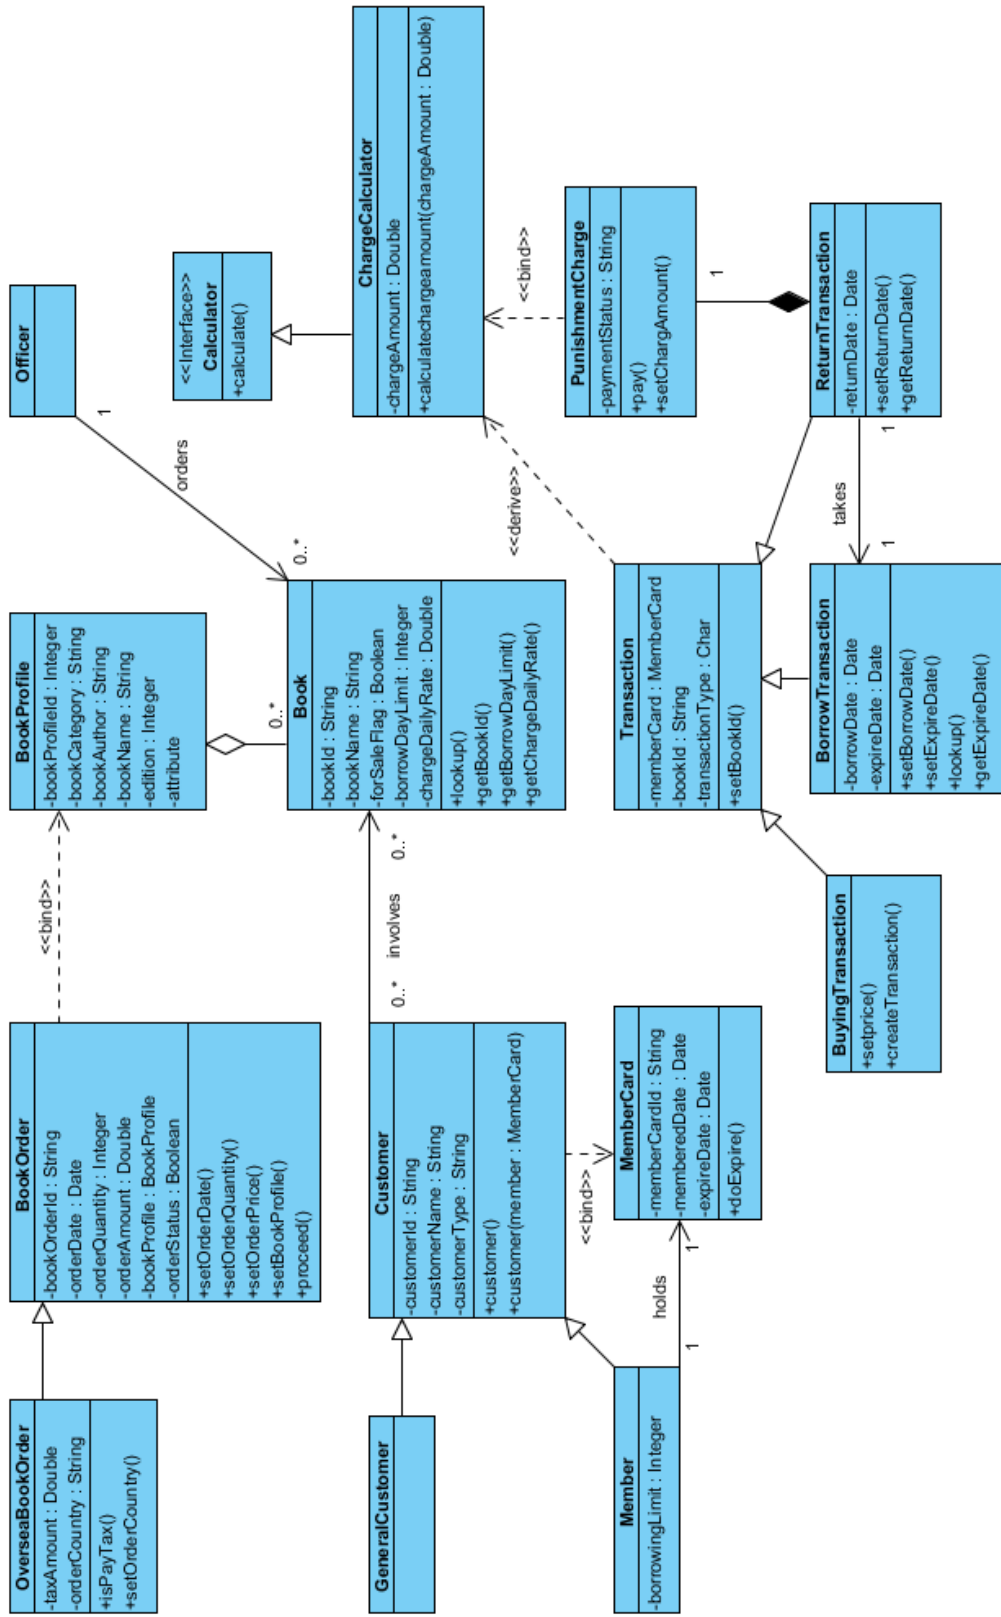 OverseaBookOrder
-taxAmount : Double
-orderCountry : String
+isPayTax()
+setOrderCountry()
BookOrder
-bookOrderId : String
-orderDate : Date
-orderQuantity : Integer
-orderAmount : Double
-bookProfile : BookProfile
-orderStatus : Boolean
+setOrderDate()
+setOrderQuantity()
+setOrderPrice()
+setBookProfile()
+proceed()
<<bind>>
BookProfile
-bookProfileId : Integer
-bookCategory : String
-bookAuthor : String
-bookName : String
-edition : Integer
-attribute
Officer
1
orders
0..*
0..*
<<Interface>>
Calculator
+calculate()
GeneralCustomer
Customer
-customerId : String
-customerName : String
-customerType : String
+customer()
+customer(member : MemberCard)
0..*
involves
0..*
Book
-bookId : String
-bookName : String
-forSaleFlag : Boolean
-borrowDayLimit : Integer
-chargeDailyRate : Double
+lookup()
+getBookId()
+getBorrowDayLimit()
+getChargeDailyRate()
ChargeCalculator
-chargeAmount : Double
+calculatechargeamount(chargeAmount : Double)
<<derive>>
<<bind>>
<<bind>>
Member
-borrowingLimit : Integer
1
holds
1
MemberCard
-memberCardId : String
-memberedDate : Date
-expireDate : Date
+doExpire()
Transaction
-memberCard : MemberCard
-bookId : String
-transactionType : Char
+setBookId()
PunishmentCharge
-paymentStatus : String
+pay()
+setChargAmount()
1
BuyingTransaction
+setprice()
+createTransaction()
BorrowTransaction
-borrowDate : Date
-expireDate : Date
+setBorrowDate()
+setExpireDate()
+lookup()
+getExpireDate()
1
takes
1
ReturnTransaction
-returnDate : Date
+setReturnDate()
+getReturnDate()